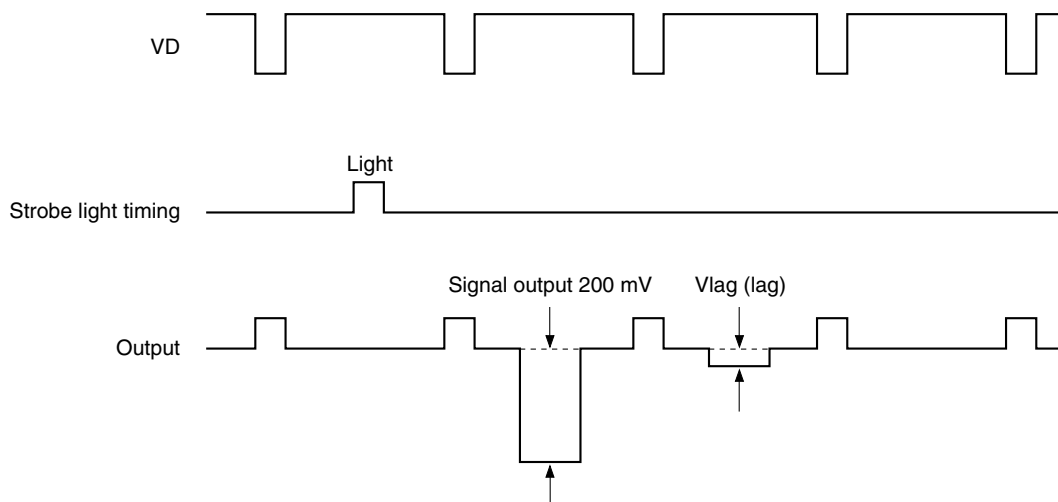 VD
Light
Strobe light timing
Signal output 200 mV
Vlag (lag)
Output